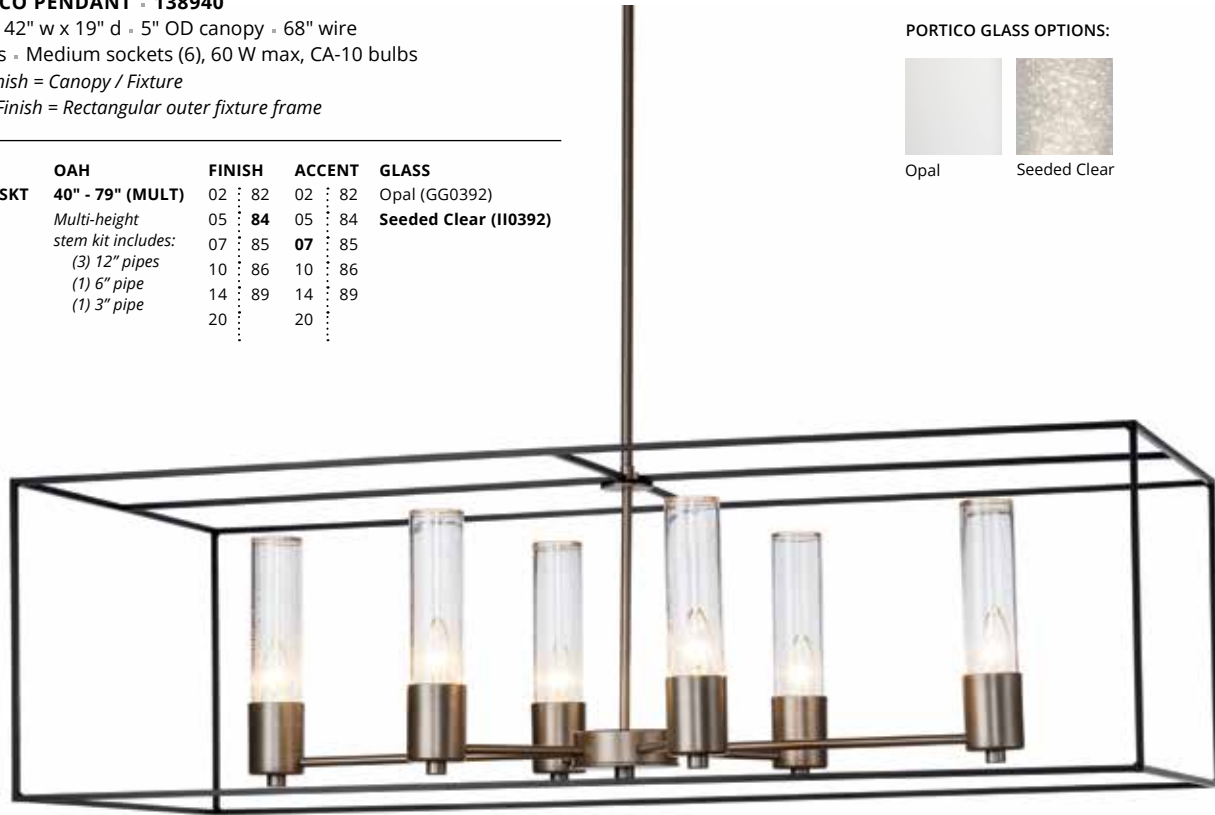 PENDANT ▪ 138940
42" w x 19" d ▪ 5" OD canopy ▪ 68" wire
▪ Medium sockets (6), 60 W max, CA-10 bulbs
= Canopy / Fixture
Finish = Rectangular outer fixture frame
OAH FINISH ACCENT GLASS
SKT 40" - 79" (MULT) 02 82 02 82 Opal (GG0392)
Multi-height 05 84 05 84 Seeded Clear (II0392)
stem kit includes: 07 85 07 85
(3) 12” pipes 10 86 10 86
(1) 6” pipe 14 89 14 89
(1) 3” pipe 20 20
PORTICO GLASS OPTIONS:
Opal Seeded Clear